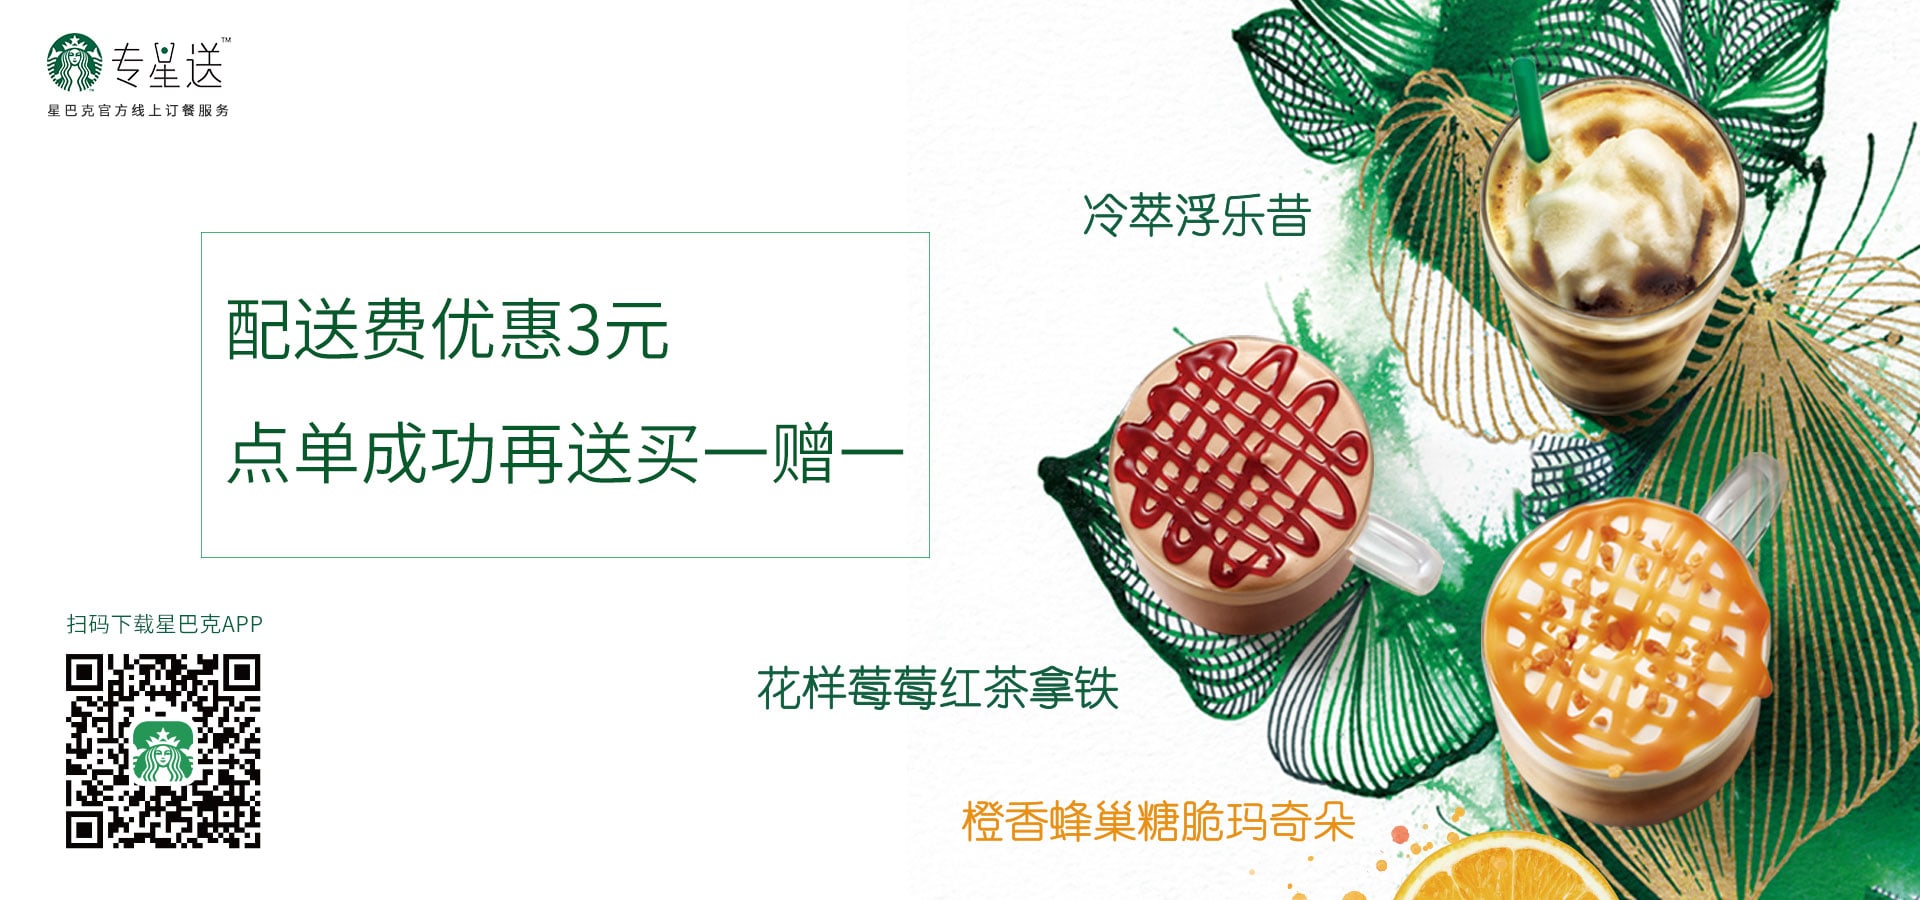 专星送™
星巴克官方线上订餐服务
冷萃浮乐昔
配送费优惠3元
点单成功再送买一赠一
扫码下载星巴克APP
花样莓莓红茶拿铁
橙香蜂巢糖脆玛奇朵